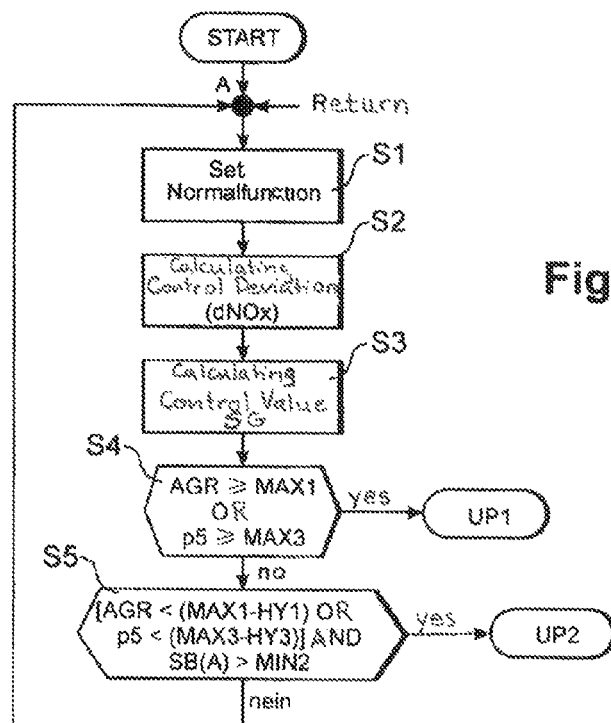 START
A
Return
S1
Set
Normalfunction
S2
Calculating
Control Deviation
(dNOx)
Fig
S3
Calculating
Control Value
SG
S4
AGR ⩾ MAX1
OR
p5 ⩾ MAX3
yes
UP1
no
S5
[AGR < (MAX1-HY1) OR
p5 < (MAX3-HY3)] AND
SB(A) > MIN2
yes
UP2
nein